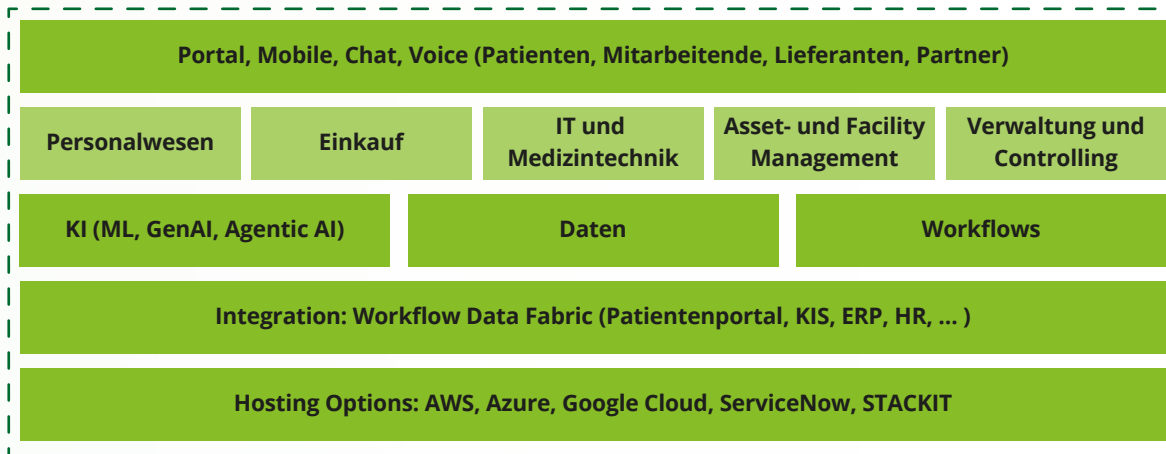 Portal, Mobile, Chat, Voice (Patienten, Mitarbeitende, Lieferanten, Partner)
Personalwesen
Einkauf
IT und
Medizintechnik
Asset- und Facility
Management
Verwaltung und
Controlling
KI (ML, GenAI, Agentic AI)
Daten
Workflows
Integration: Workflow Data Fabric (Patientenportal, KIS, ERP, HR, ... )
Hosting Options: AWS, Azure, Google Cloud, ServiceNow, STACKIT